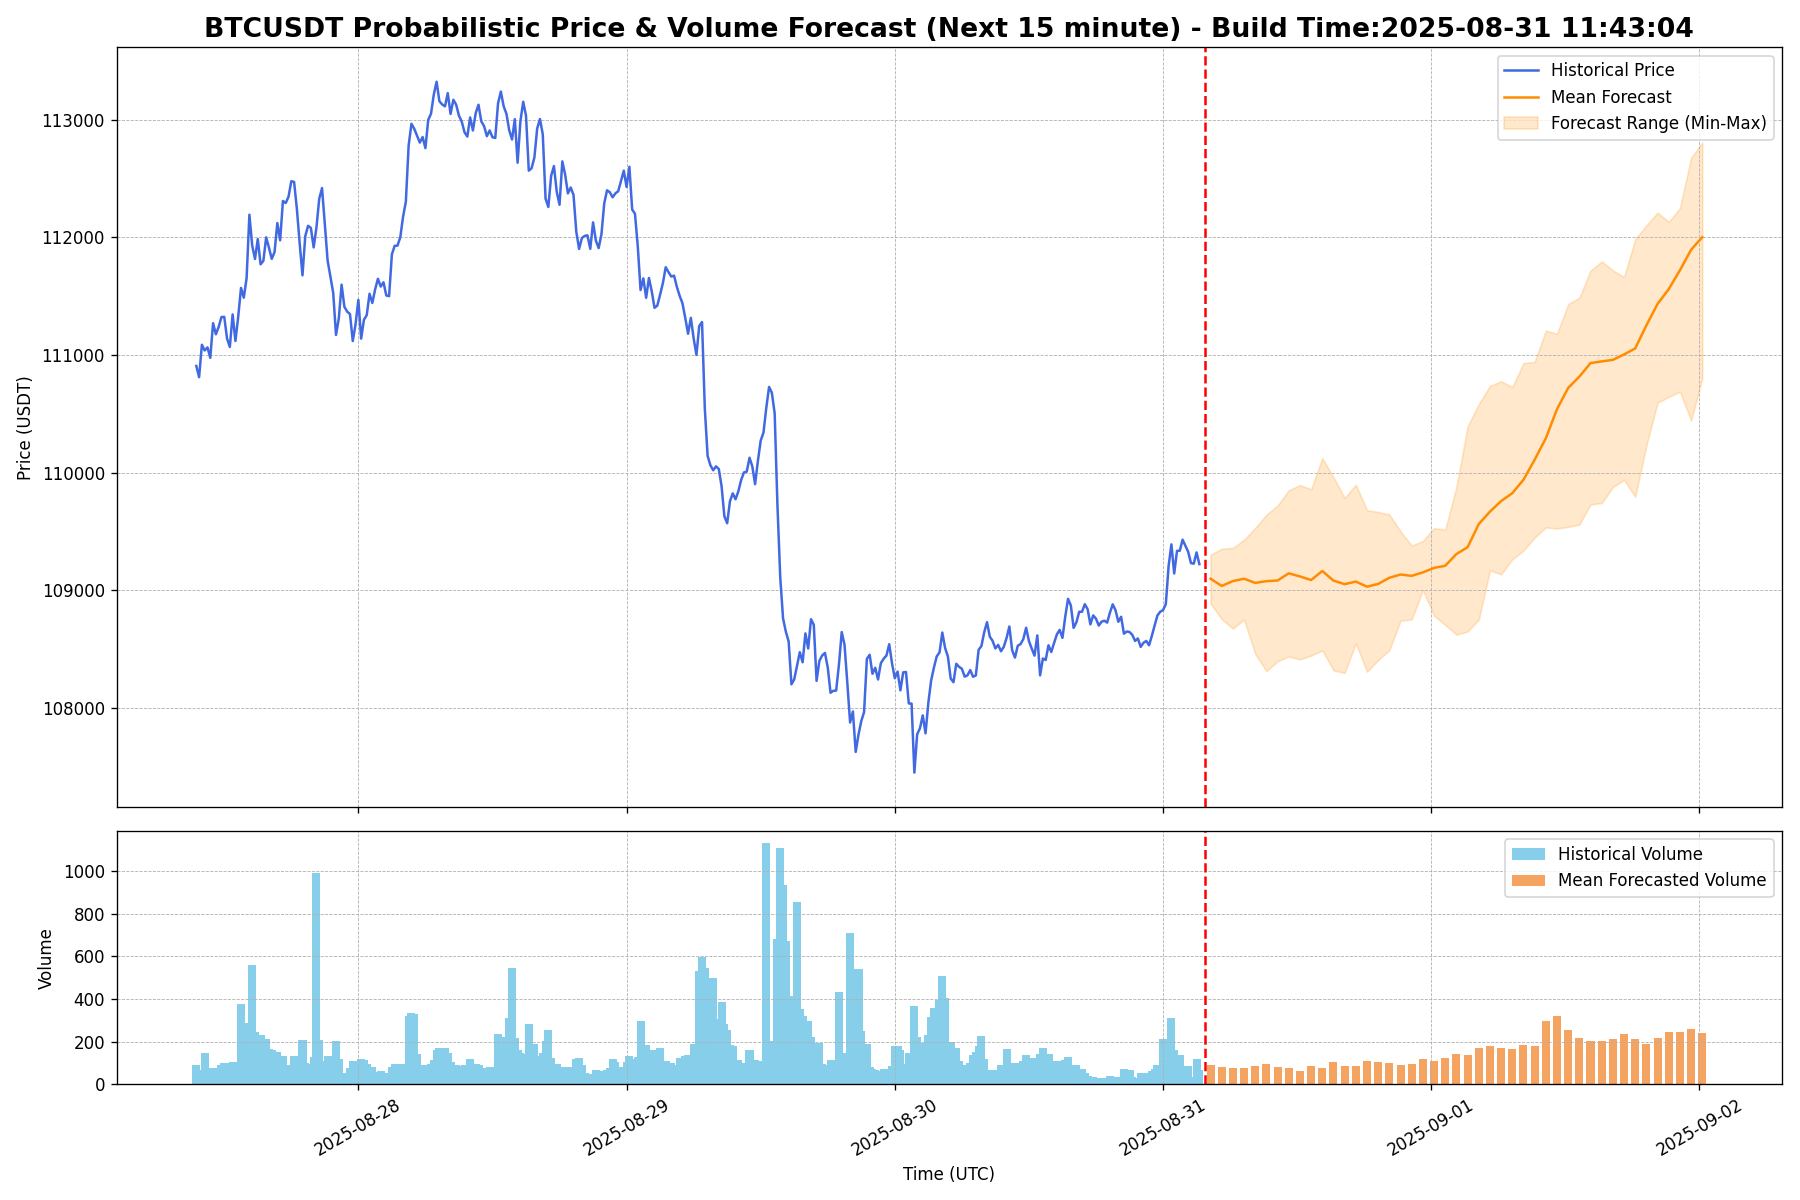 BTCUSDT Probabilistic Price & Volume Forecast (Next 15 minute) - Build Time:2025-08-31 11:43:04
Historical Price
Mean Forecast
Forecast Range (Min-Max)
113000
112000
111000
110000
109000
108000
Price (USDT)
Historical Volume
Mean Forecasted Volume
1000
800
600
400
200
0
Volume
2025-08-28
2025-08-29
2025-08-30
2025-08-31
2025-09-01
2025-09-02
Time (UTC)